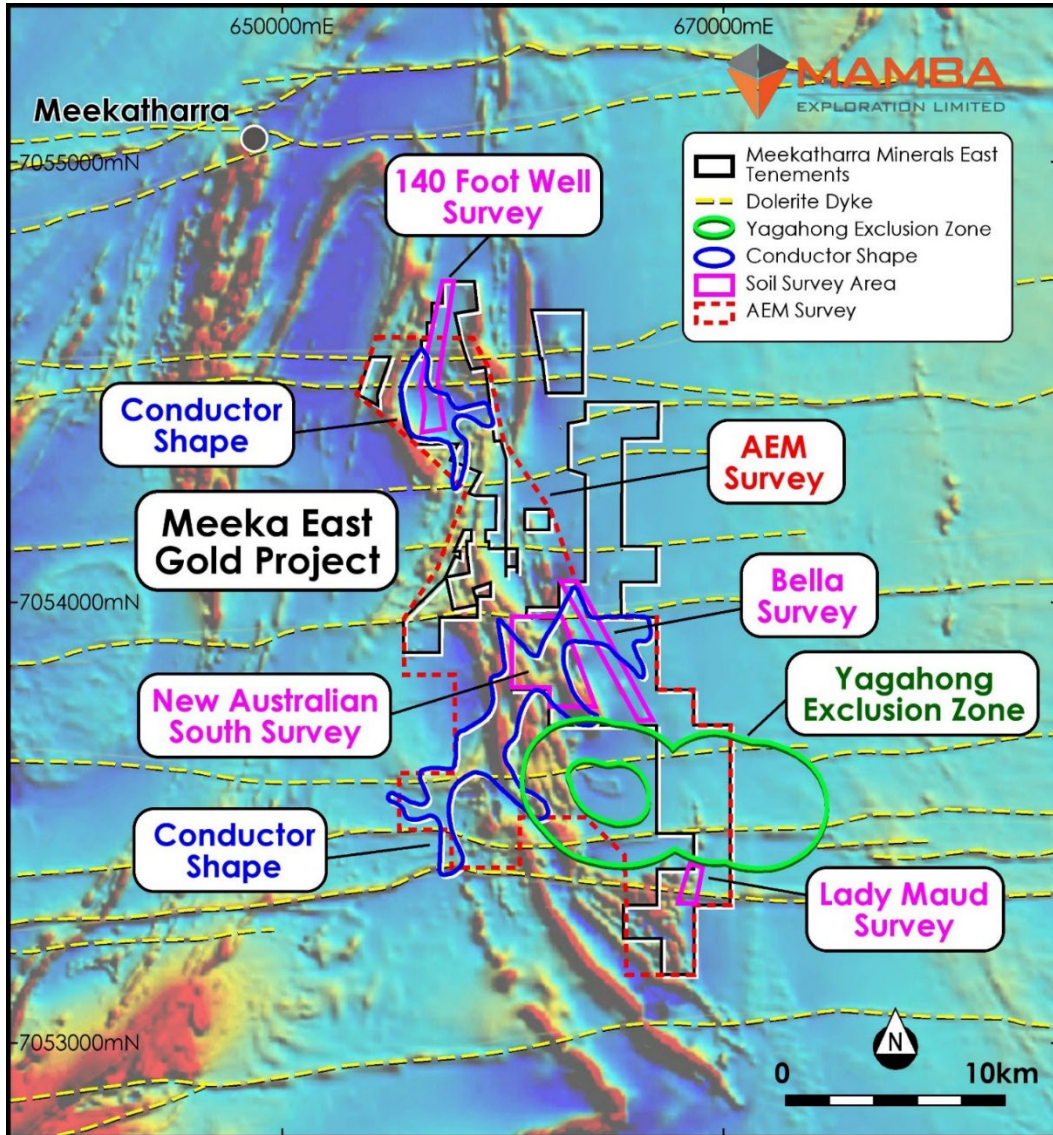 650000mE
670000mE
MAMBA
EXPLORATION LIMITED
Meekatharra
7055000mN
140 Foot Well
Survey
Meekatharra Minerals East
Tenements
Dolerite Dyke
Yagahong Exclusion Zone
Conductor Shape
Soil Survey Area
AEM Survey
Conductor
Shape
AEM
Survey
Meeka East
Gold Project
Bella
Survey
7054000mN
New Australian
South Survey
Yagahong
Exclusion Zone
Conductor
Shape
Lady Maud
Survey
7053000mN
N
0
10km